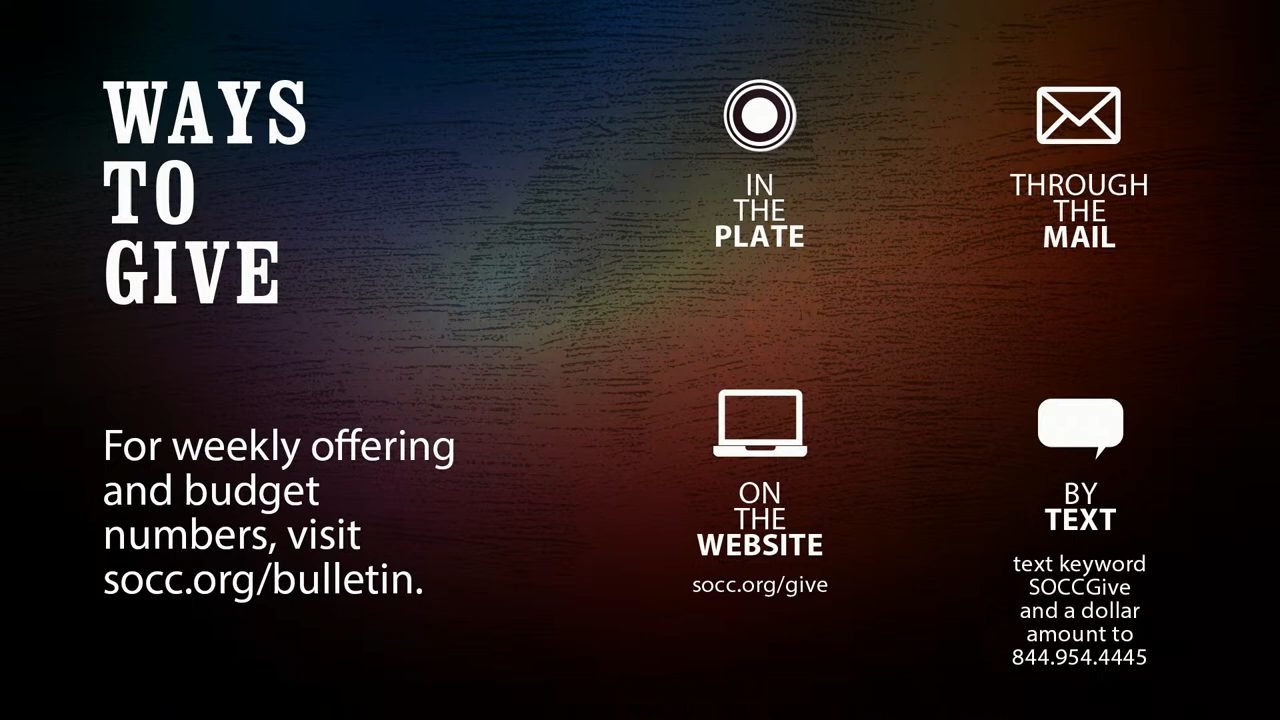 WAYS
TO
GIVE
For weekly offering
and budget
numbers, visit
socc.org/bulletin.
IN
THE
PLATE
THROUGH
THE
MAIL
ON
THE
WEBSITE
socc.org/give
BY
TEXT
text keyword
SOCCGive
and a dollar
amount to
844.954.4445